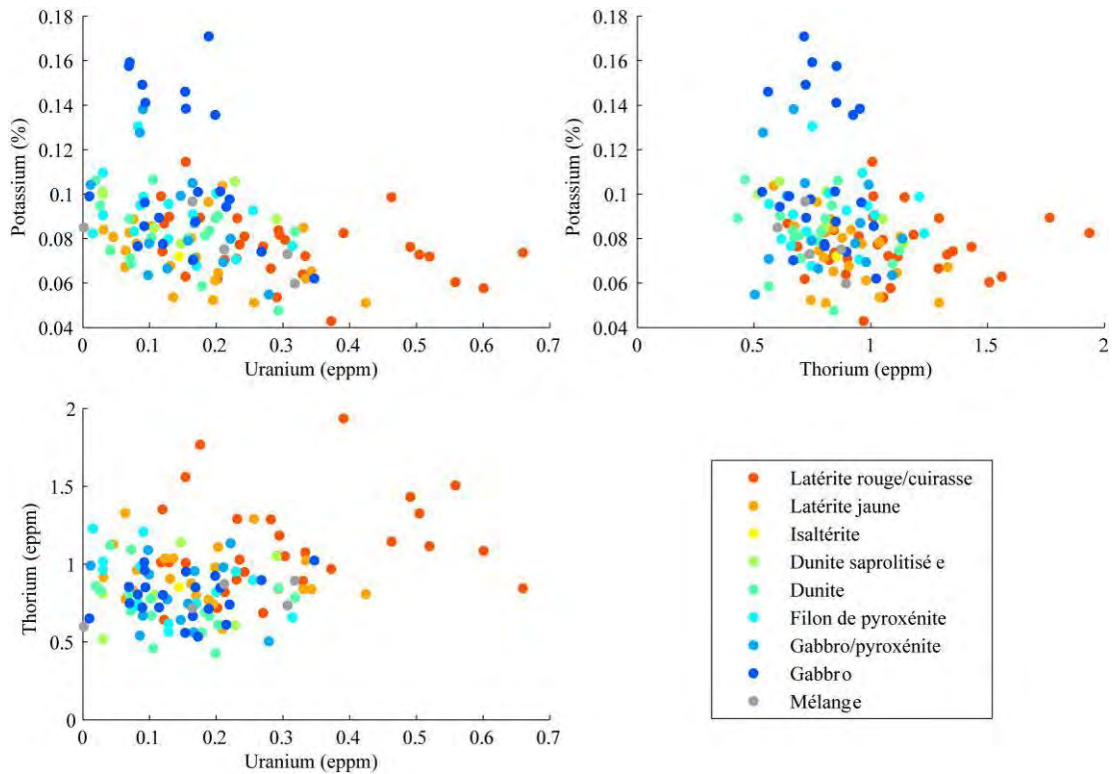 0.18
0.16
0.14
0.12
0.1
0.08
0.06
0.04
Potassium (%)
0
0.1
0.2
0.3
0.4
0.5
0.6
0.7
Uranium (eppm)
0.18
0.16
0.14
0.12
0.1
0.08
0.06
0.04
Potassium (%)
0.5
1
1.5
2
Thorium (eppm)
2
1.5
1
0.5
0
Thorium (eppm)
0
0.1
0.2
0.3
0.4
0.5
0.6
0.7
Uranium (eppm)
Latérite rouge/cuirasse
Latérite jaune
Isaltérite
Dunite saprolitisé e
Dunite
Filon de pyroxénite
Gabbro/pyroxénite
Gabbro
Mélange